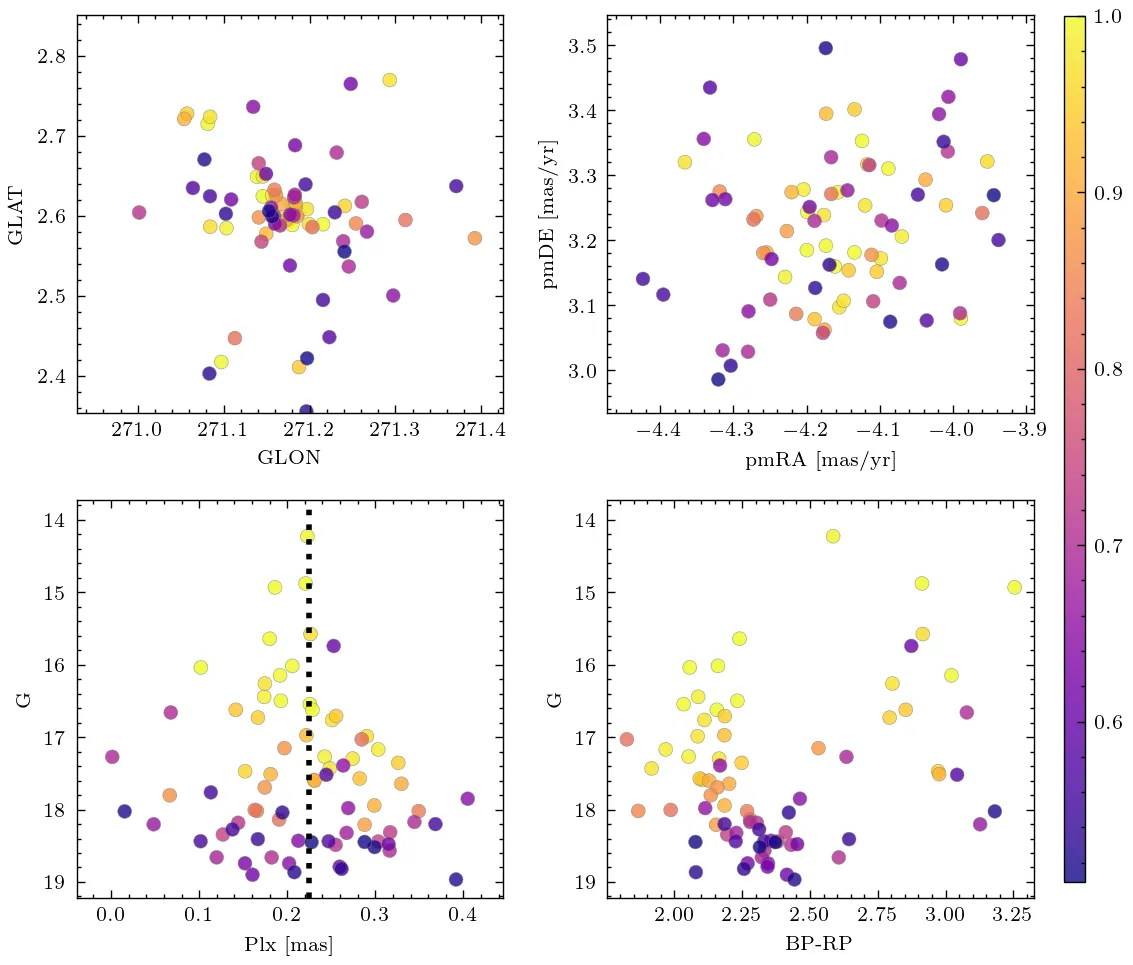 GLAT
2.8
2.7
2.6
2.5
2.4
271.0 271.1 271.2 271.3 271.4
GLON
pmDE [mas/yr]
3.5
3.4
3.3
3.2
3.1
3.0
−4.4 −4.3 −4.2 −4.1 −4.0 −3.9
pmRA [mas/yr]
G
14
15
16
17
18
19
0.0 0.1 0.2 0.3 0.4
Plx [mas]
G
14
15
16
17
18
19
2.00 2.25 2.50 2.75 3.00 3.25
BP-RP
1.0
0.9
0.8
0.7
0.6